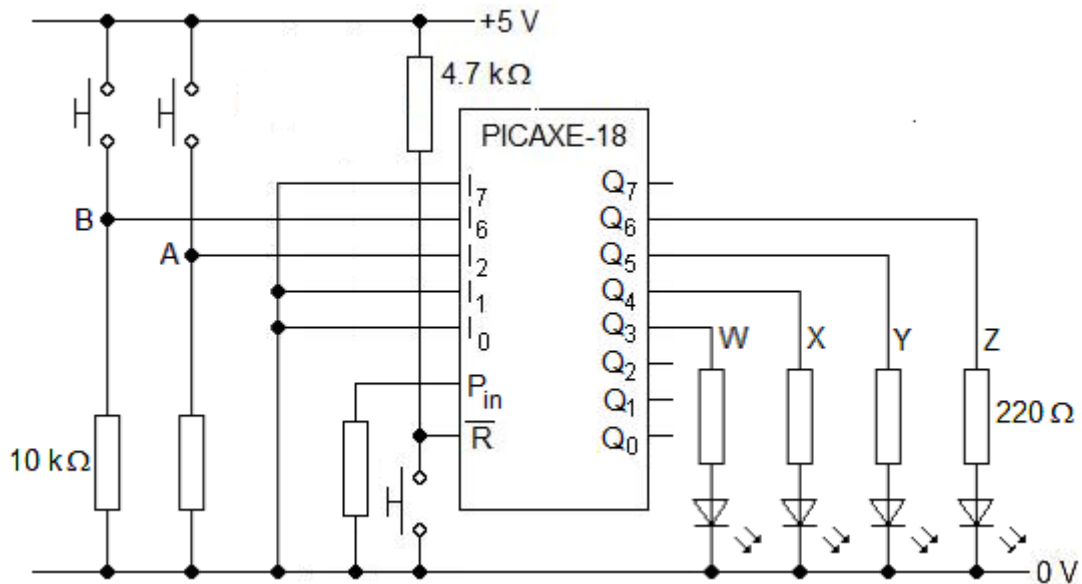 +5 V
4.7 kΩ
PICAXE-18
I7 Q7
B I6 Q6
A I2 Q5
I1 Q4
I0 Q3 W X Y Z
Q2
Pin Q1
R̅ Q0
220 Ω
10 kΩ
0 V